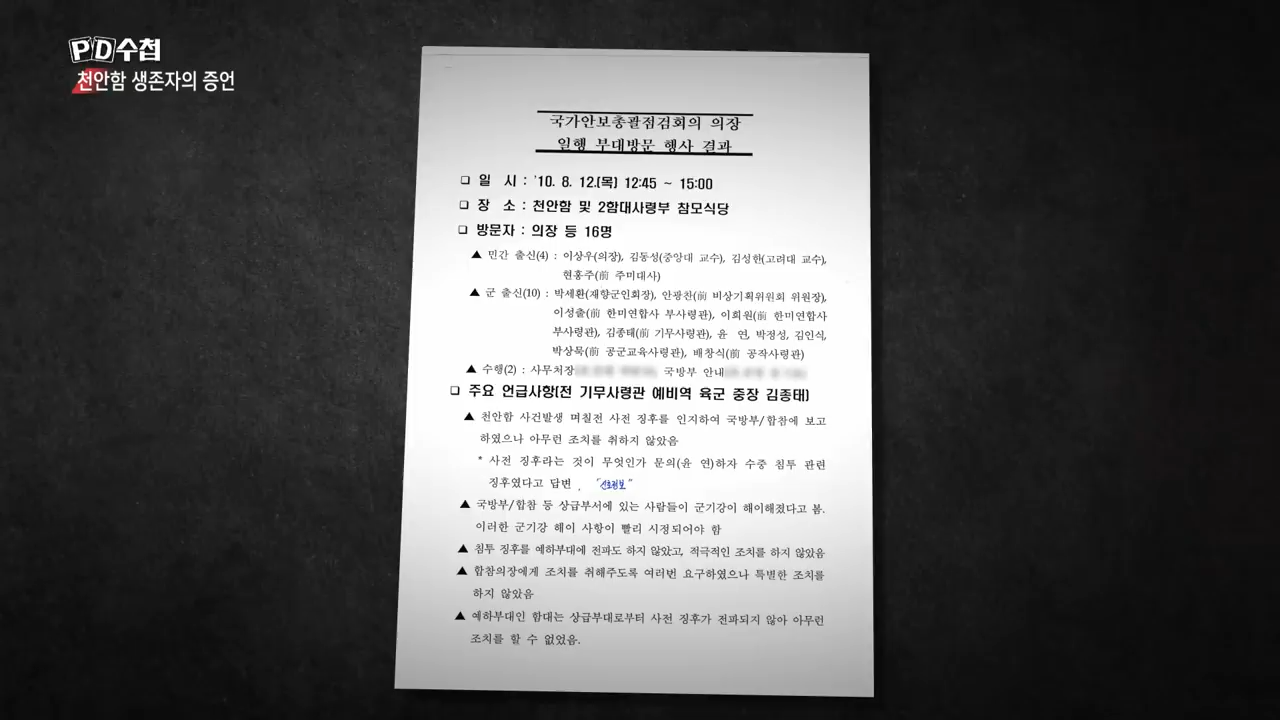 PD수첩
천안함 생존자의 증언
국가안보총괄점검회의 의장
일행 부대방문 행사 결과
❏ 일 시 : '10. 8. 12.(목) 12:45 ~ 15:00
❏ 장 소 : 천안함 및 2함대사령부 참모식당
❏ 방문자 : 의장 등 16명
▲ 민간 출신(4) : 이상우(의장), 김동성(중앙대 교수), 김성한(고려대 교수),
현홍주(前 주미대사)
▲ 군 출신(10) : 박세환(재향군인회장), 안광찬(前 비상기획위원회 위원장),
이성출(前 한미연합사 부사령관), 이희원(前 한미연합사
부사령관), 김종태(前 기무사령관), 윤 연, 박정성, 김인식,
박상묵(前 공군교육사령관), 배창식(前 공작사령관)
▲ 수행(2) : 사무처장 국방부 안내
❏ 주요 언급사항(전 기무사령관 예비역 육군 중장 김종태)
▲ 천안함 사건발생 며칠전 사전 징후를 인지하여 국방부/합참에 보고
하였으나 아무런 조치를 취하지 않았음
* 사전 징후라는 것이 무엇인가 문의(윤 연)하자 수중 침투 관련
징후였다고 답변 .
▲ 국방부/합참 등 상급부서에 있는 사람들이 군기강이 해이해졌다고 봄.
이러한 군기강 해이 사항이 빨리 시정되어야 함
▲ 침투 징후를 예하부대에 전파도 하지 않았고, 적극적인 조치를 하지 않았음
▲ 합참의장에게 조치를 취해주도록 여러번 요구하였으나 특별한 조치를
하지 않았음
▲ 예하부대인 함대는 상급부대로부터 사전 징후가 전파되지 않아 아무런
조치를 할 수 없었음.